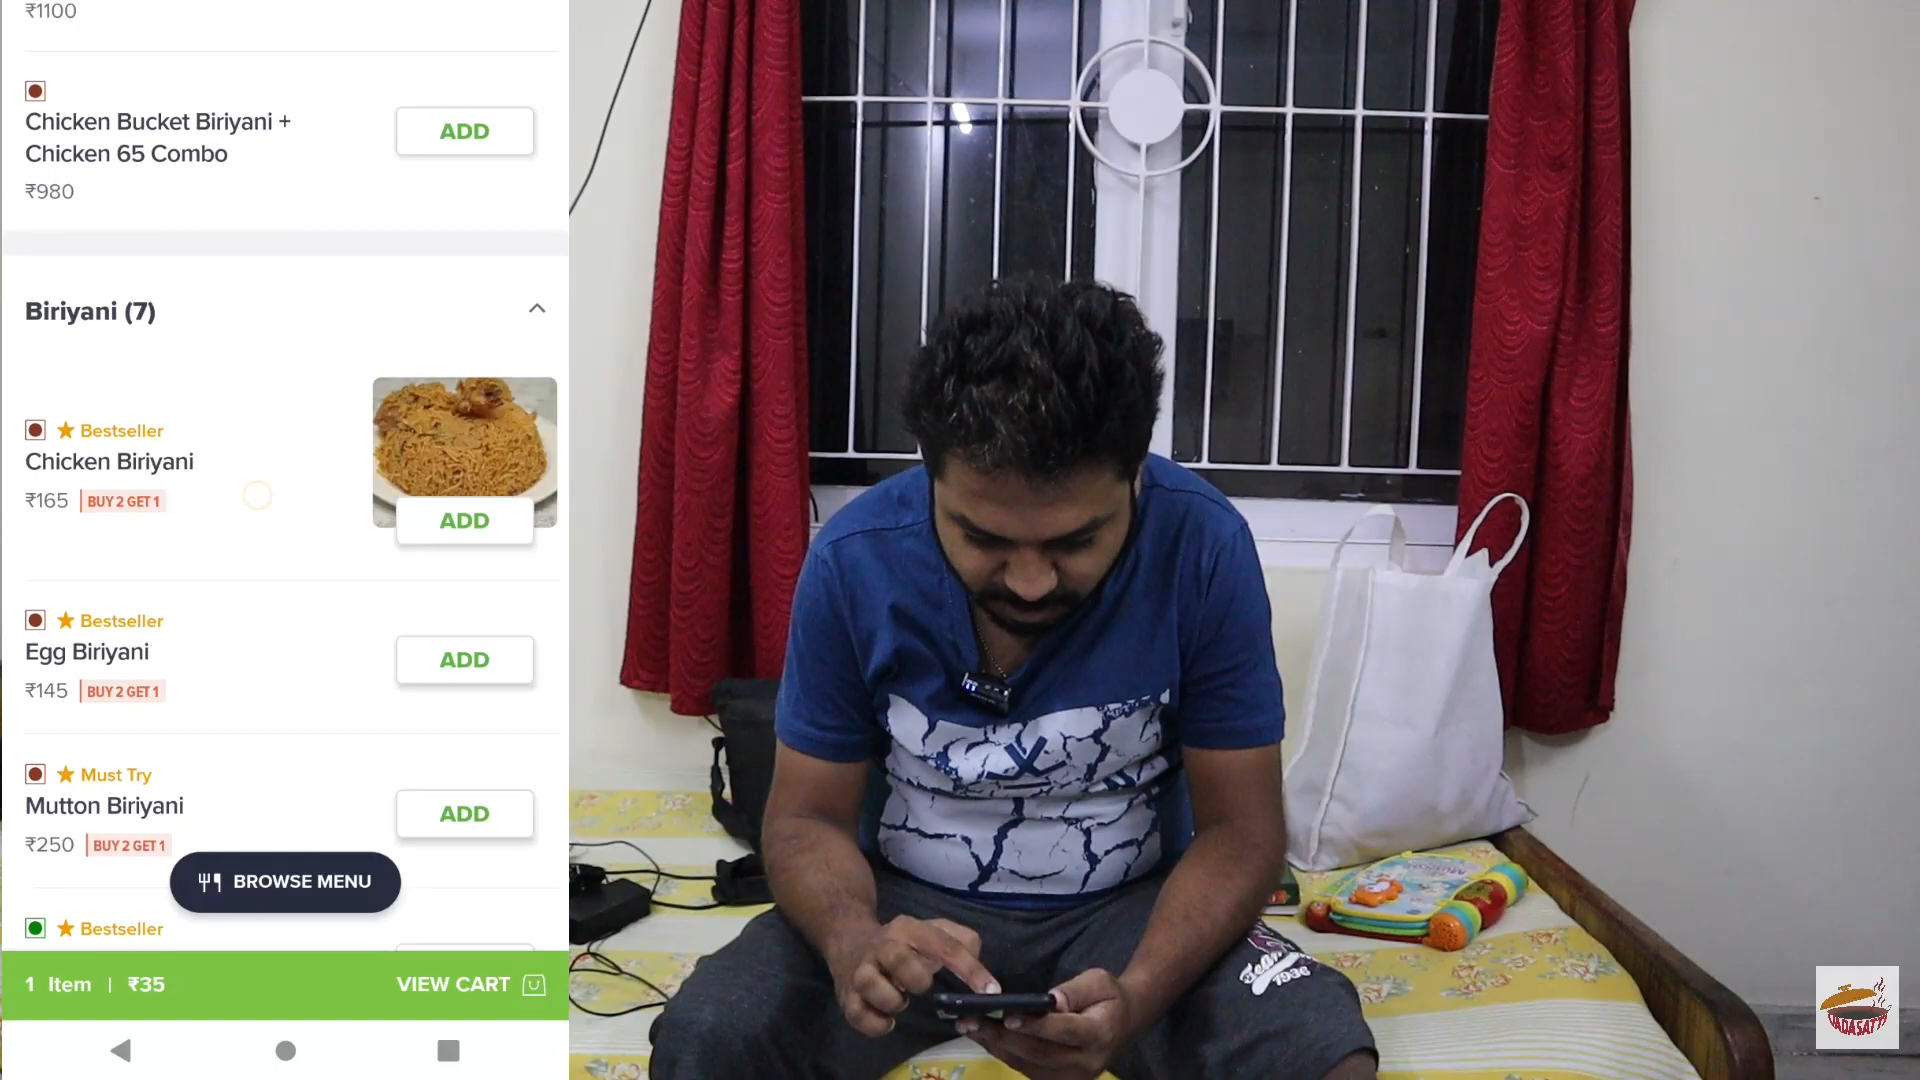 ₹1100
Chicken Bucket Biriyani +
Chicken 65 Combo
₹980
ADD
Biriyani (7)
Bestseller
Chicken Biriyani
₹165 BUY 2 GET 1
ADD
Bestseller
Egg Biriyani
₹145 BUY 2 GET 1
ADD
Must Try
Mutton Biriyani
₹250 BUY 2 GET 1
ADD
BROWSE MENU
Bestseller
1 Item | ₹35
VIEW CART
1936